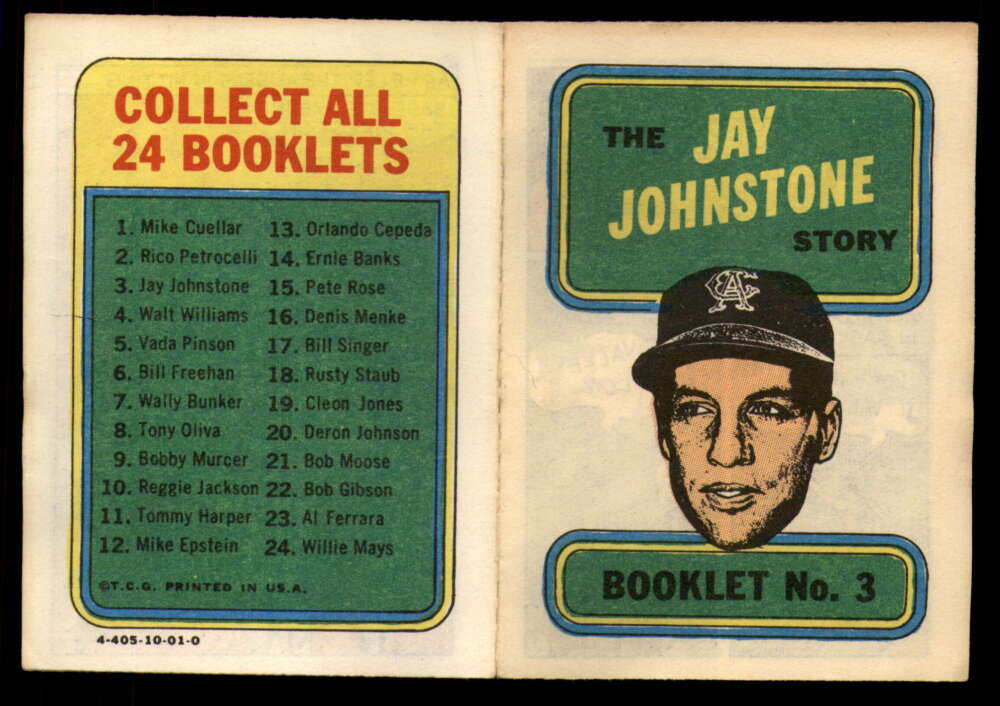 COLLECT ALL
24 BOOKLETS
1. Mike Cuellar
2. Rico Petrocelli
3. Jay Johnstone
4. Walt Williams
5. Vada Pinson
6. Bill Freehan
7. Wally Bunker
8. Tony Oliva
9. Bobby Murcer
10. Reggie Jackson
11. Tommy Harper
12. Mike Epstein
13. Orlando Cepeda
14. Ernie Banks
15. Pete Rose
16. Denis Menke
17. Bill Singer
18. Rusty Staub
19. Cleon Jones
20. Deron Johnson
21. Bob Moose
22. Bob Gibson
23. Al Ferrara
24. Willie Mays
©T.C.G. PRINTED IN U.S.A.
4-405-10-01-0
THE JAY
JOHNSTONE
STORY
CA
BOOKLET No. 3